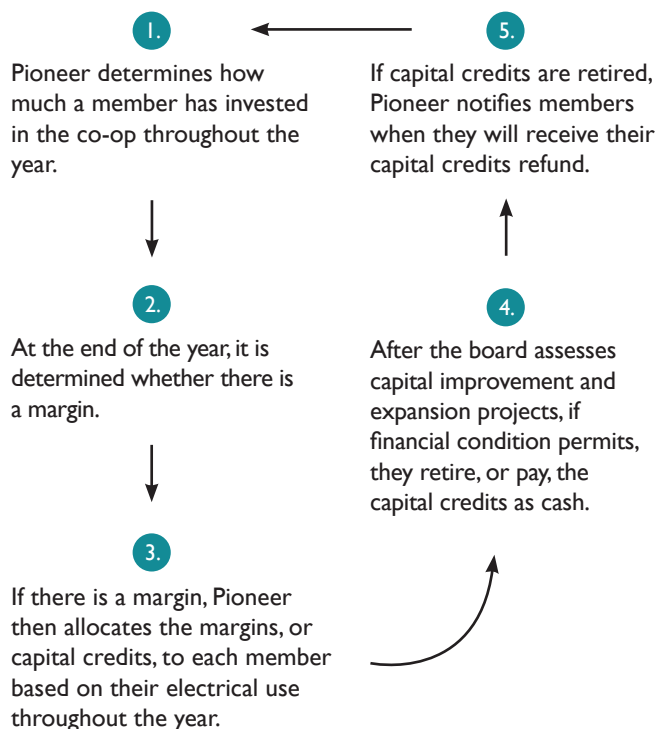 1.
Pioneer determines how
much a member has invested
in the co-op throughout the
year.
2.
At the end of the year, it is
determined whether there is
a margin.
3.
If there is a margin, Pioneer
then allocates the margins, or
capital credits, to each member
based on their electrical use
throughout the year.
4.
After the board assesses
capital improvement and
expansion projects, if
financial condition permits,
they retire, or pay, the
capital credits as cash.
5.
If capital credits are retired,
Pioneer notifies members
when they will receive their
capital credits refund.